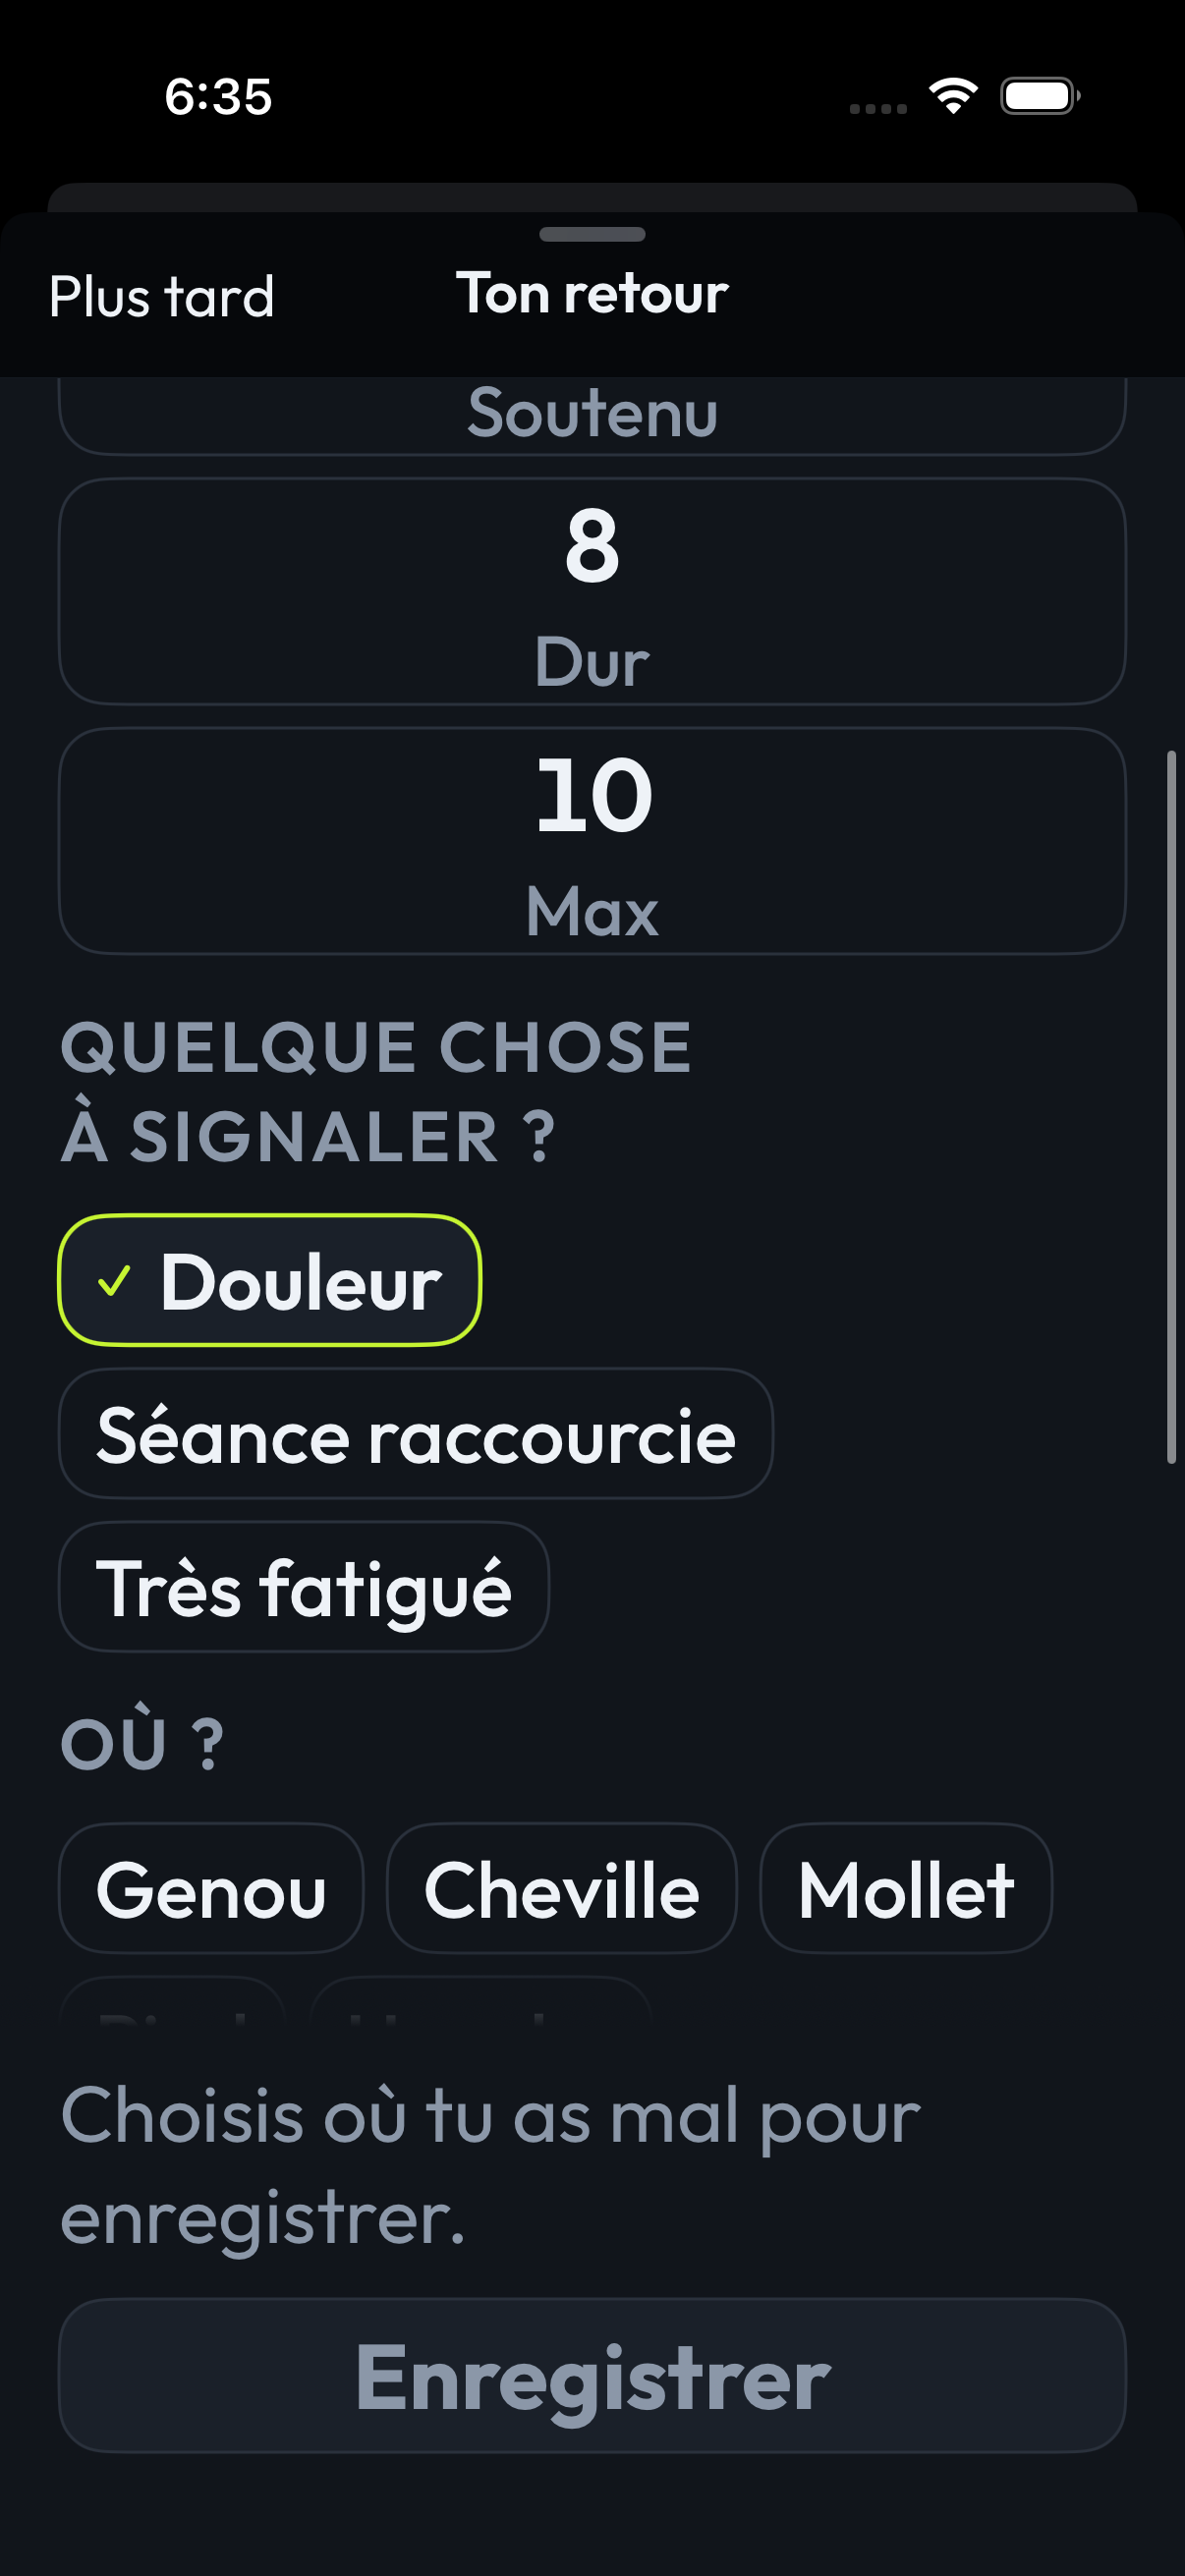 6:35
Plus tard
Ton retour
Soutenu
8
Dur
10
Max
QUELQUE CHOSE
À SIGNALER ?
✓ Douleur
Séance raccourcie
Très fatigué
OÙ ?
Genou
Cheville
Mollet
Choisis où tu as mal pour
enregistrer.
Enregistrer